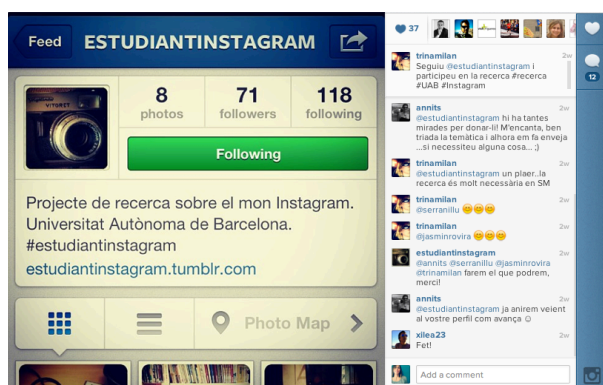 Feed
ESTUDIANTINSTAGRAM
VITORET
8
71
118
photos
followers
following
Following
Projecte de recerca sobre el mon Instagram.
Universitat Autònoma de Barcelona.
#estudiantinstagram
estudiantinstagram.tumblr.com
Photo Map
37
12
trinamilan 2w
Seguiu @estudiantinstagram i
participeu en la recerca #recerca
#UAB #Instagram
annits 2w
@estudiantinstagram hi ha tantes
mirades per donar-li! M'encanta, ben
triada la temàtica i alhora em fa enveja
...si necessiteu alguna cosa... ;)
trinamilan 2w
@estudiantinstagram un plaer..la
recerca és molt necessària en SM
trinamilan 2w
@serranillu 😊😊😊
trinamilan 2w
@jasminrovira 😊😊😊
estudiantinstagram 2w
@annits @serranillu @jasminrovira
@trinamilan farem el que podrem,
merci!
annits 2w
@estudiantinstagram ja anirem veient
al vostre perfil com avança ☺
xilea23 2w
Fet!
Add a comment